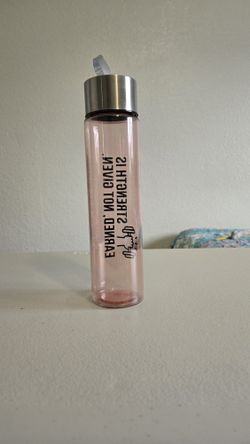 STRENGTH IS
EARNED, NOT GIVEN.